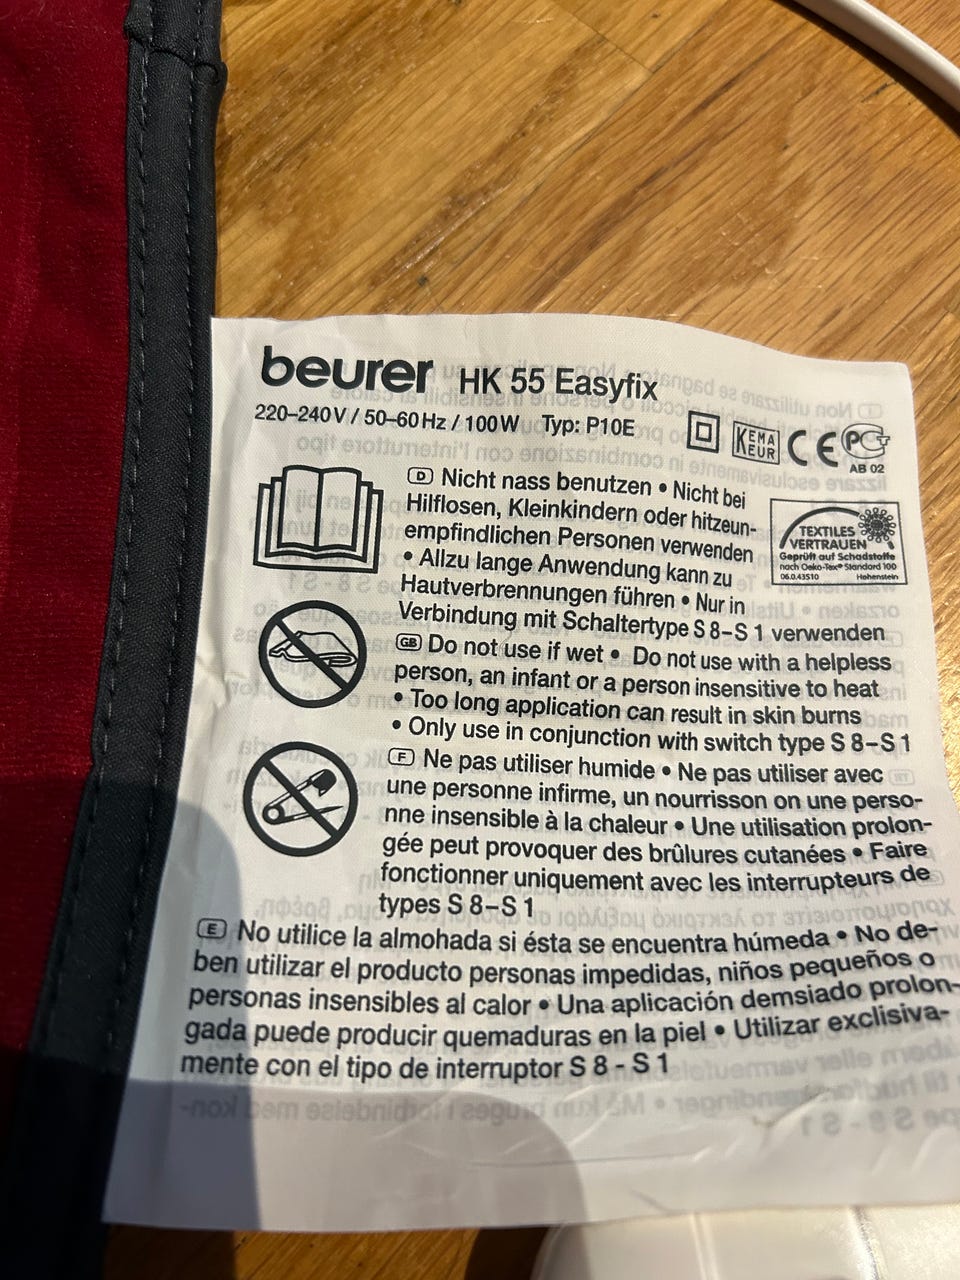 beurer HK 55 Easyfix
220–240 V / 50–60 Hz / 100 W Typ: P10E
KEMA
KEUR
CE
AB 02
D Nicht nass benutzen • Nicht bei
Hilflosen, Kleinkindern oder hitzeun-
empfindlichen Personen verwenden
• Allzu lange Anwendung kann zu
Hautverbrennungen führen • Nur in
Verbindung mit Schaltertype S 8–S 1 verwenden
TEXTILES
VERTRAUEN
Geprüft auf Schadstoffe
nach Oeko-Tex® Standard 100
06.0.43510 Hohenstein
GB Do not use if wet • Do not use with a helpless
person, an infant or a person insensitive to heat
• Too long application can result in skin burns
• Only use in conjunction with switch type S 8–S 1
F Ne pas utiliser humide • Ne pas utiliser avec
une personne infirme, un nourrisson on une perso-
nne insensible à la chaleur • Une utilisation prolon-
gée peut provoquer des brûlures cutanées • Faire
fonctionner uniquement avec les interrupteurs de
types S 8–S 1
E No utilice la almohada si ésta se encuentra húmeda • No de-
ben utilizar el producto personas impedidas, niños pequeños o
personas insensibles al calor • Una aplicación demsiado prolon-
gada puede producir quemaduras en la piel • Utilizar exclisiva-
mente con el tipo de interruptor S 8 - S 1